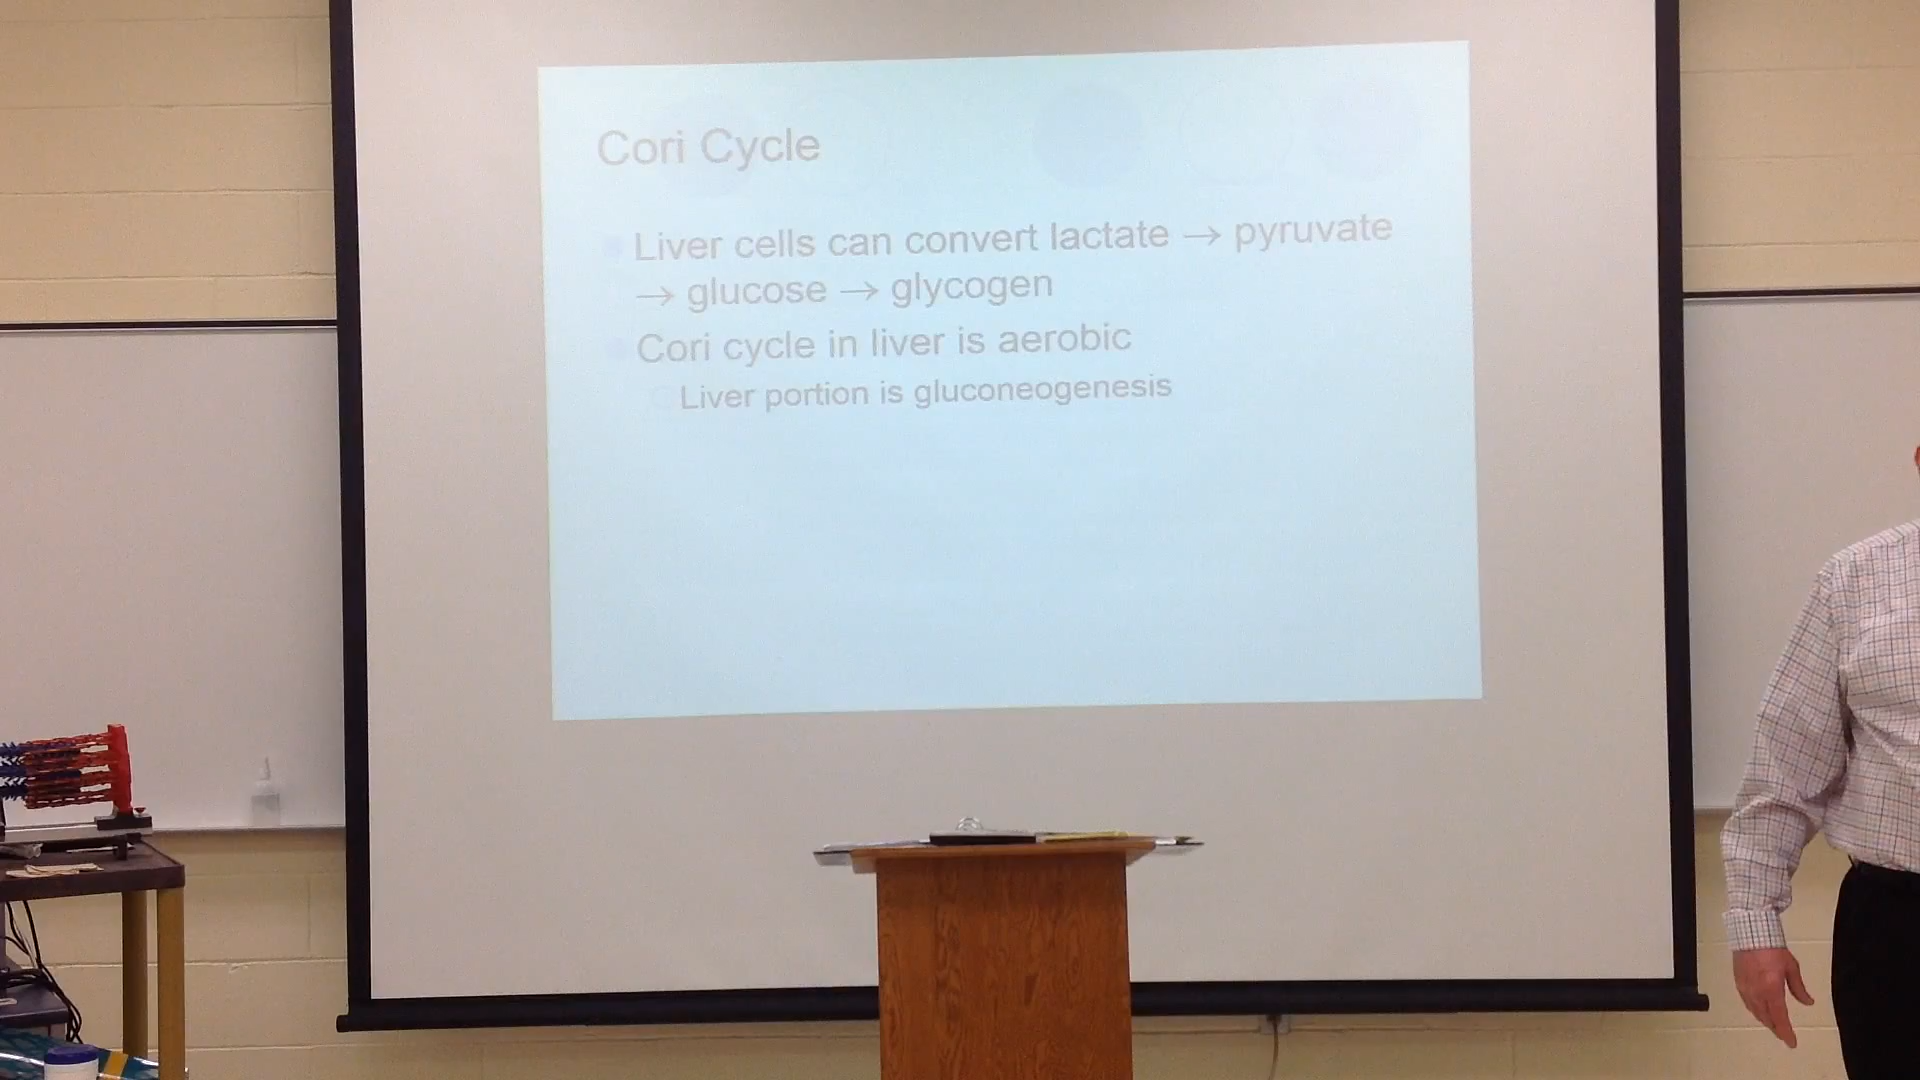 Cori Cycle
Liver cells can convert lactate → pyruvate
→ glucose → glycogen
Cori cycle in liver is aerobic
Liver portion is gluconeogenesis